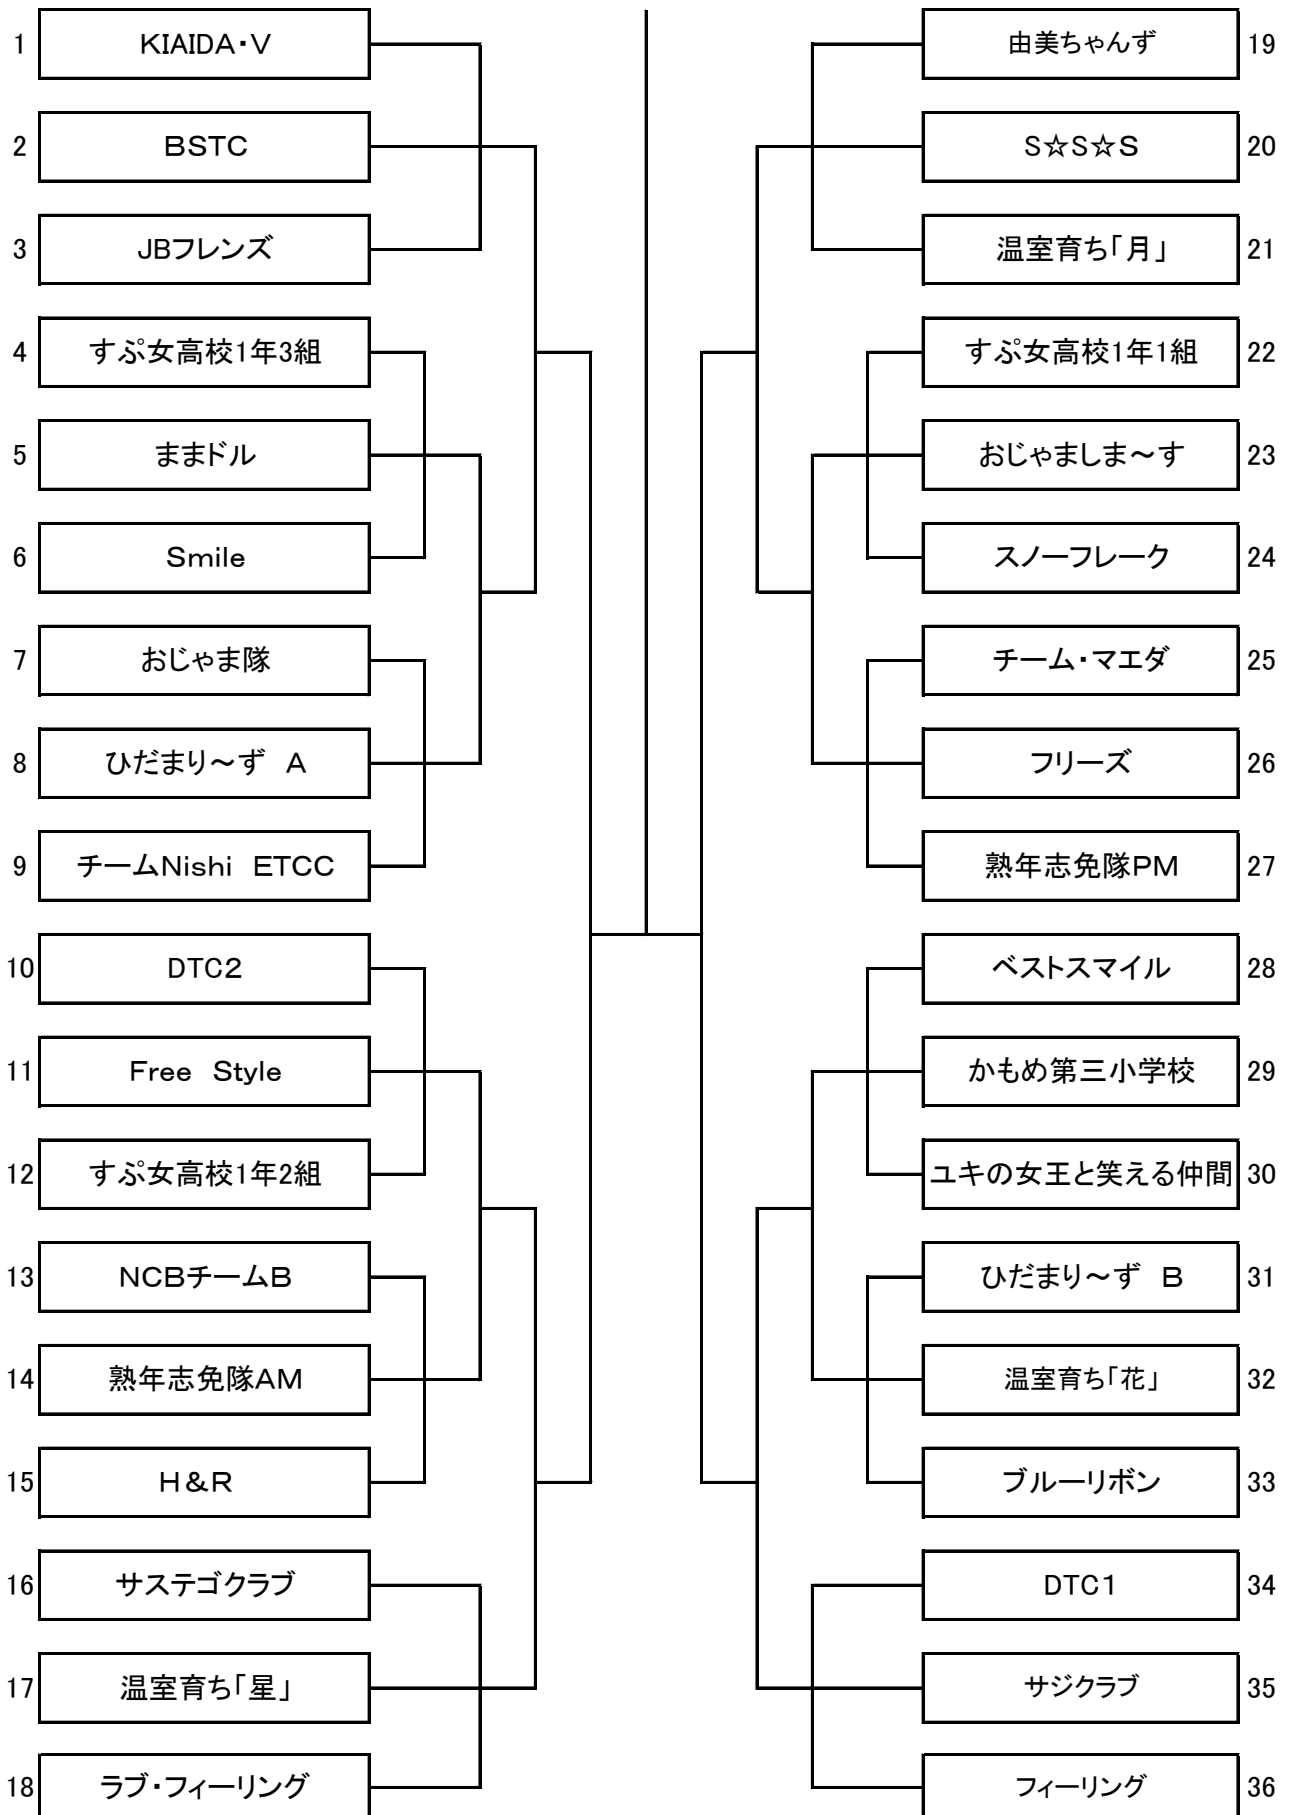 1 KIAIDA・V
2 BSTC
3 JBフレンズ
4 すぷ女高校1年3組
5 ままドル
6 Smile
7 おじゃま隊
8 ひだまり～ず　A
9 チームNishi　ETCC
10 DTC2
11 Free　Style
12 すぷ女高校1年2組
13 NCBチームB
14 熟年志免隊AM
15 H＆R
16 サステゴクラブ
17 温室育ち「星」
18 ラブ・フィーリング
由美ちゃんず 19
S☆S☆S 20
温室育ち「月」 21
すぷ女高校1年1組 22
おじゃましま～す 23
スノーフレーク 24
チーム・マエダ 25
フリーズ 26
熟年志免隊PM 27
ベストスマイル 28
かもめ第三小学校 29
ユキの女王と笑える仲間 30
ひだまり～ず　B 31
温室育ち「花」 32
ブルーリボン 33
DTC1 34
サジクラブ 35
フィーリング 36